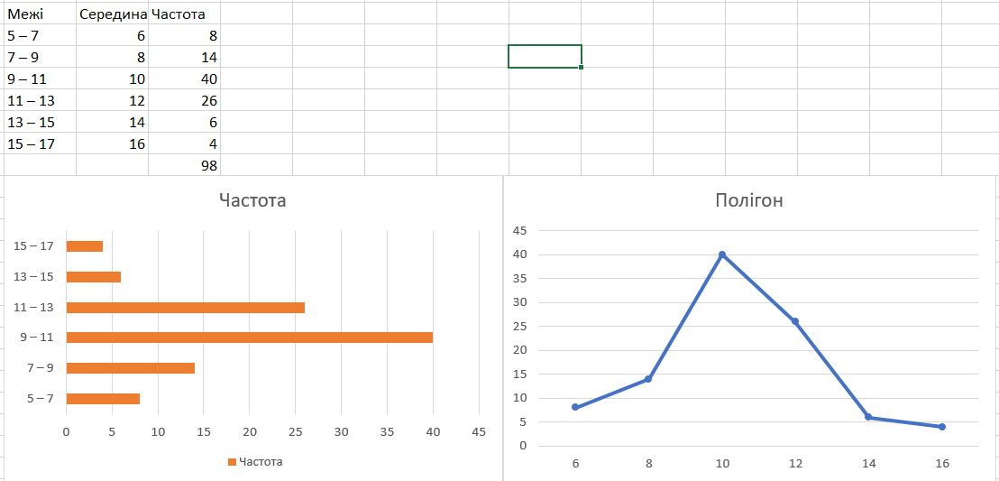 Межі Середина Частота
5 – 7 6 8
7 – 9 8 14
9 – 11 10 40
11 – 13 12 26
13 – 15 14 6
15 – 17 16 4
98
Частота
15 – 17
13 – 15
11 – 13
9 – 11
7 – 9
5 – 7
0 5 10 15 20 25 30 35 40 45
Частота
Полігон
45
40
35
30
25
20
15
10
5
0
6 8 10 12 14 16